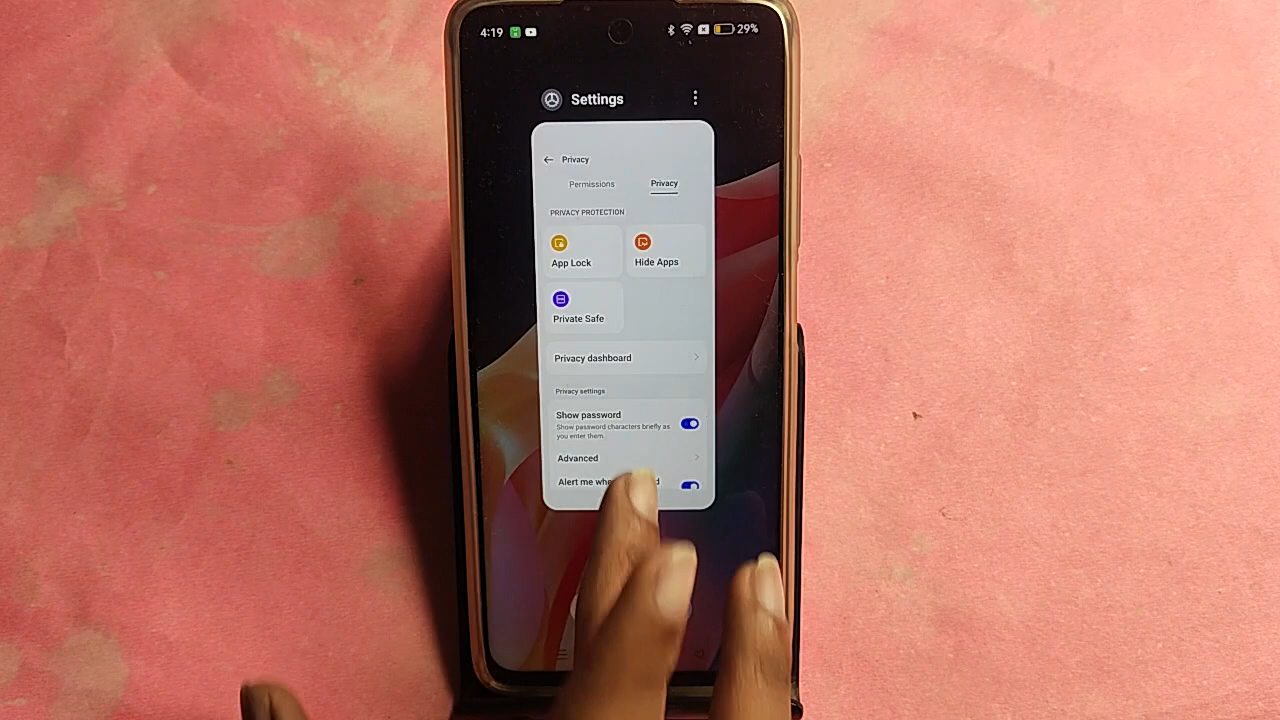 4:19 29%
Settings
Privacy
Permissions Privacy
PRIVACY PROTECTION
App Lock Hide Apps
Private Safe
Privacy dashboard
Privacy settings
Show password
Show password characters briefly as
you enter them.
Advanced
Alert me